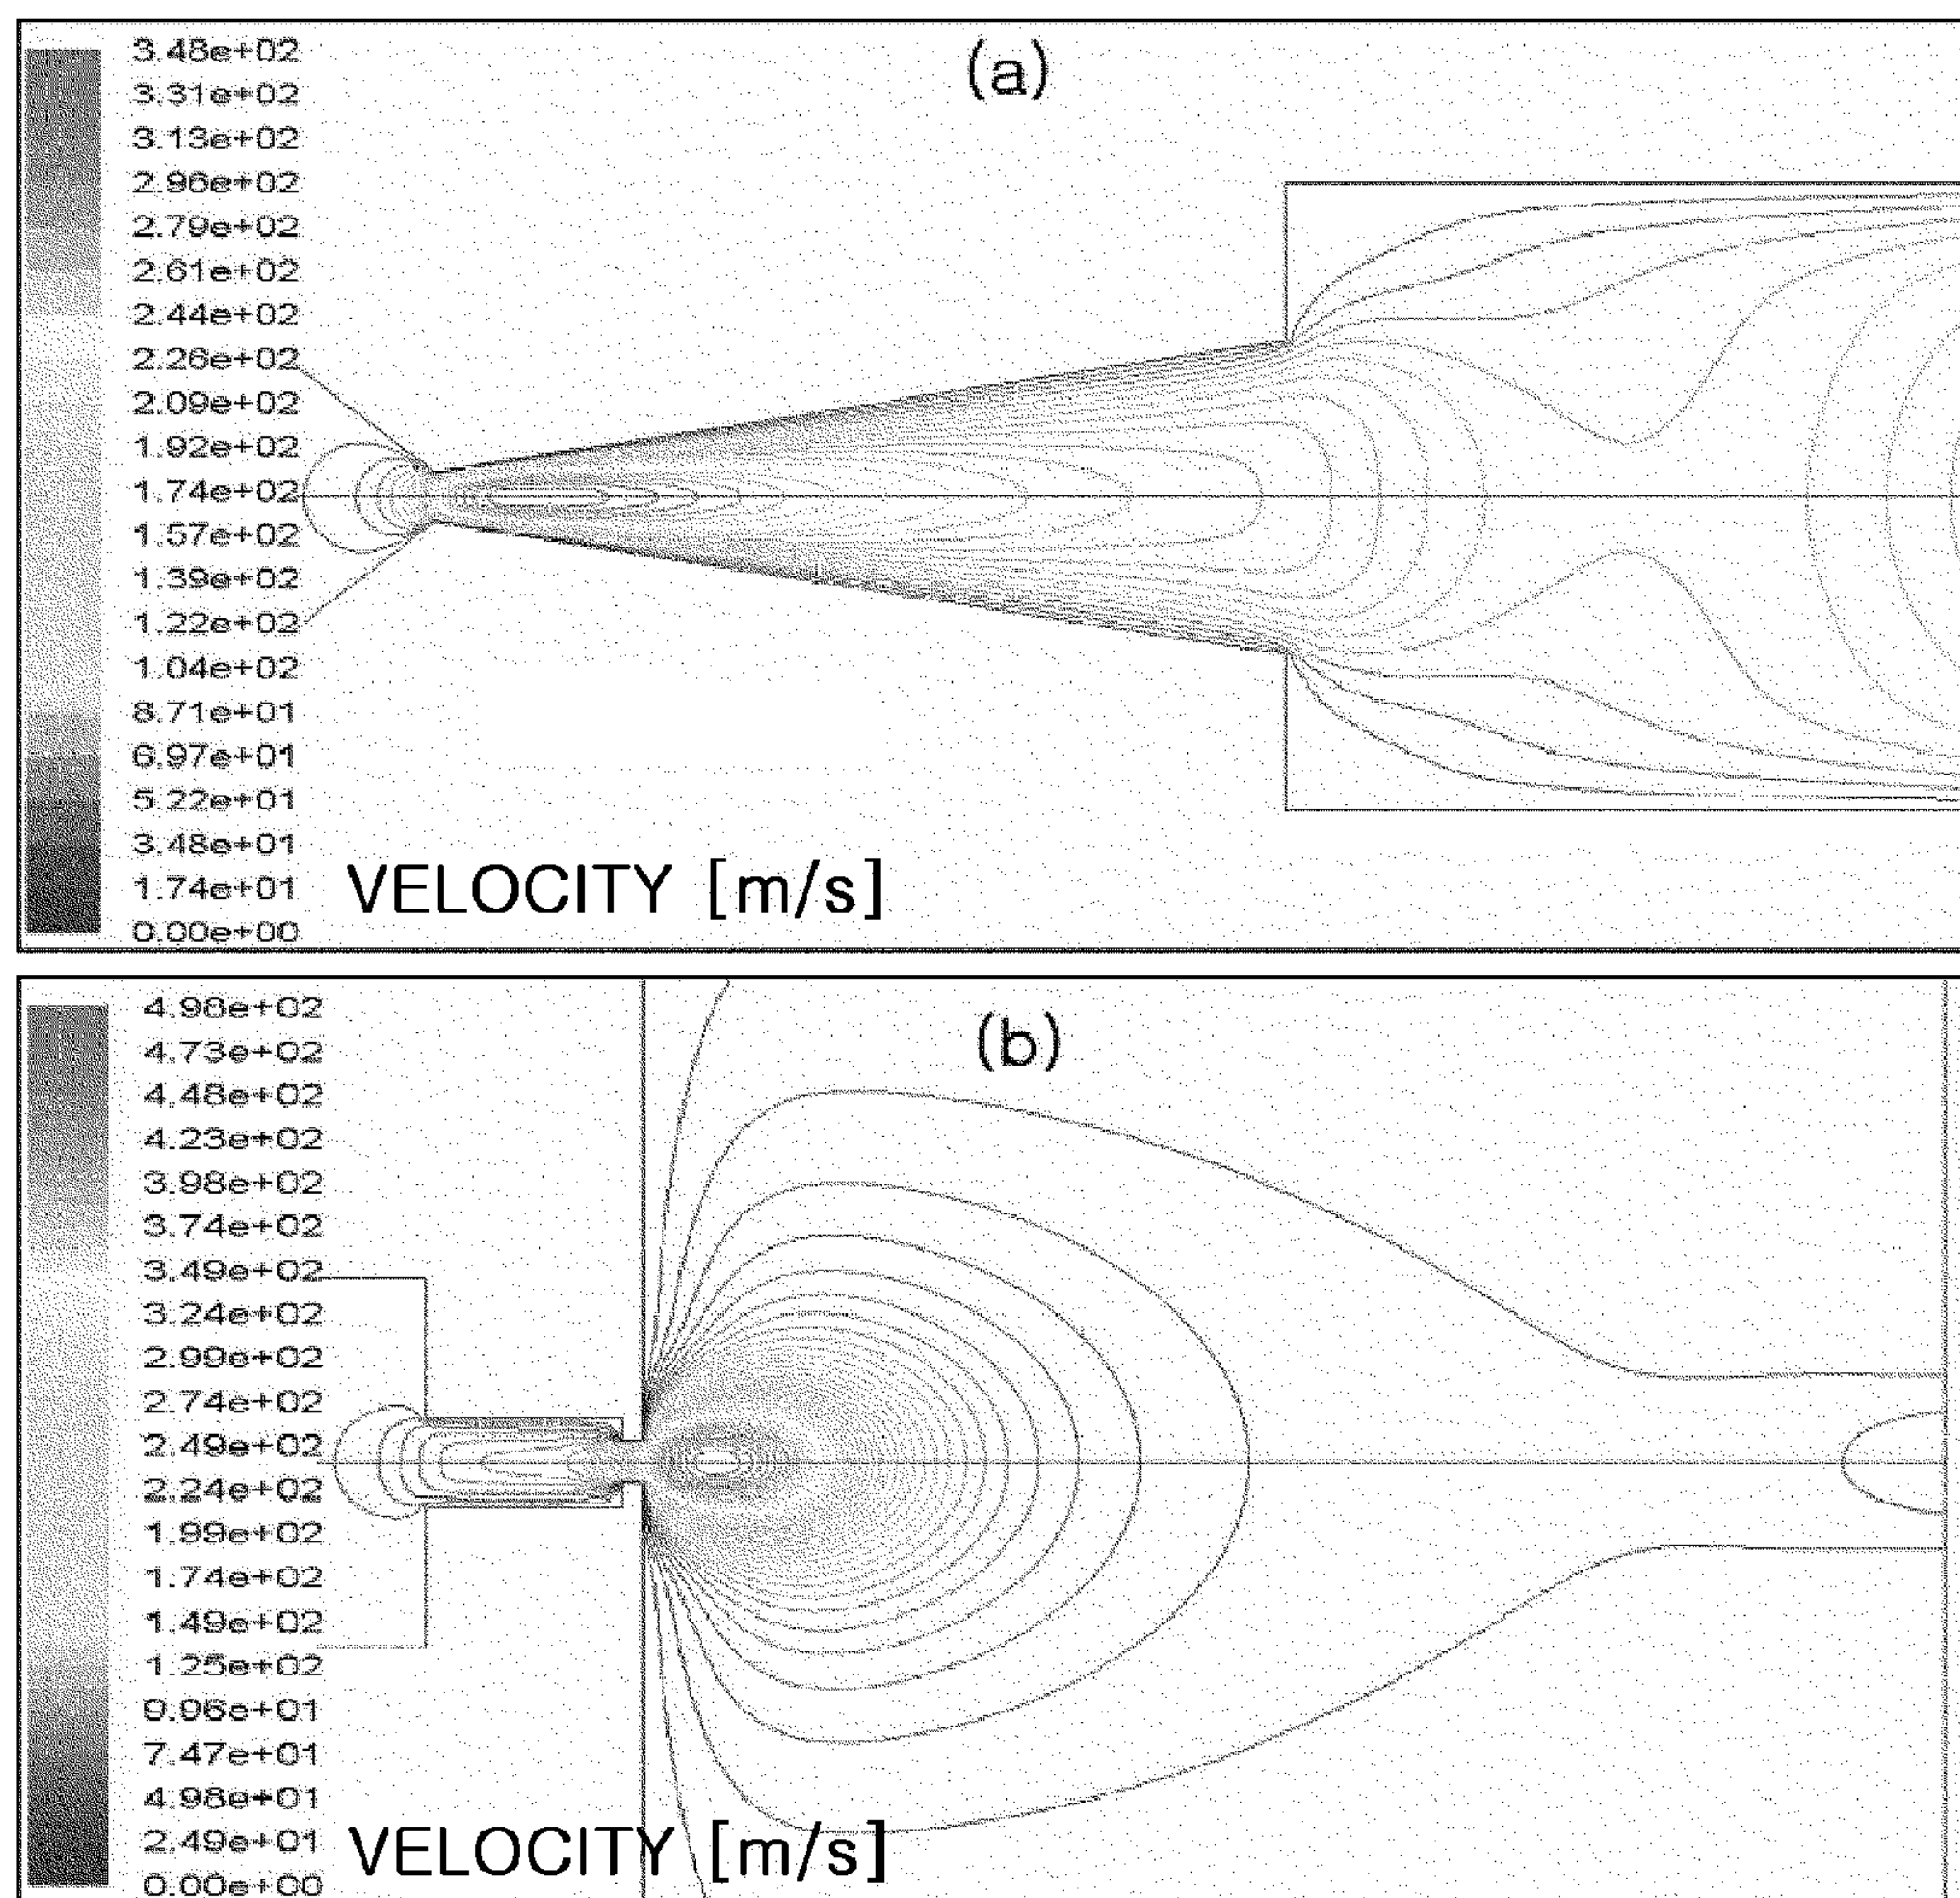 (a)
3.48e+02
3.31e+02
3.13e+02
2.96e+02
2.79e+02
2.61e+02
2.44e+02
2.26e+02
2.09e+02
1.92e+02
1.74e+02
1.57e+02
1.39e+02
1.22e+02
1.04e+02
8.71e+01
6.97e+01
5.22e+01
3.48e+01
1.74e+01
0.00e+00
VELOCITY [m/s]
(b)
4.98e+02
4.73e+02
4.48e+02
4.23e+02
3.98e+02
3.74e+02
3.49e+02
3.24e+02
2.99e+02
2.74e+02
2.49e+02
2.24e+02
1.99e+02
1.74e+02
1.49e+02
1.25e+02
9.96e+01
7.47e+01
4.98e+01
2.49e+01
0.00e+00
VELOCITY [m/s]